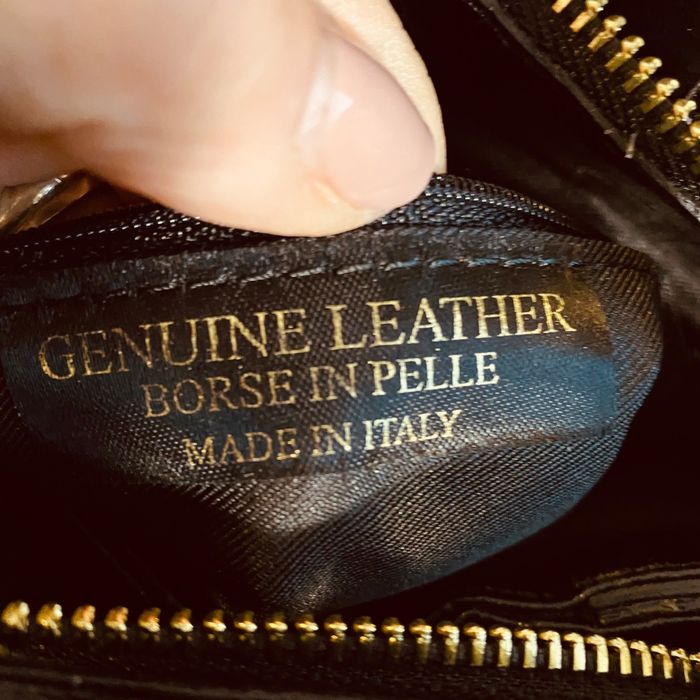 GENUINE LEATHER
BORSE IN PELLE
MADE IN ITALY